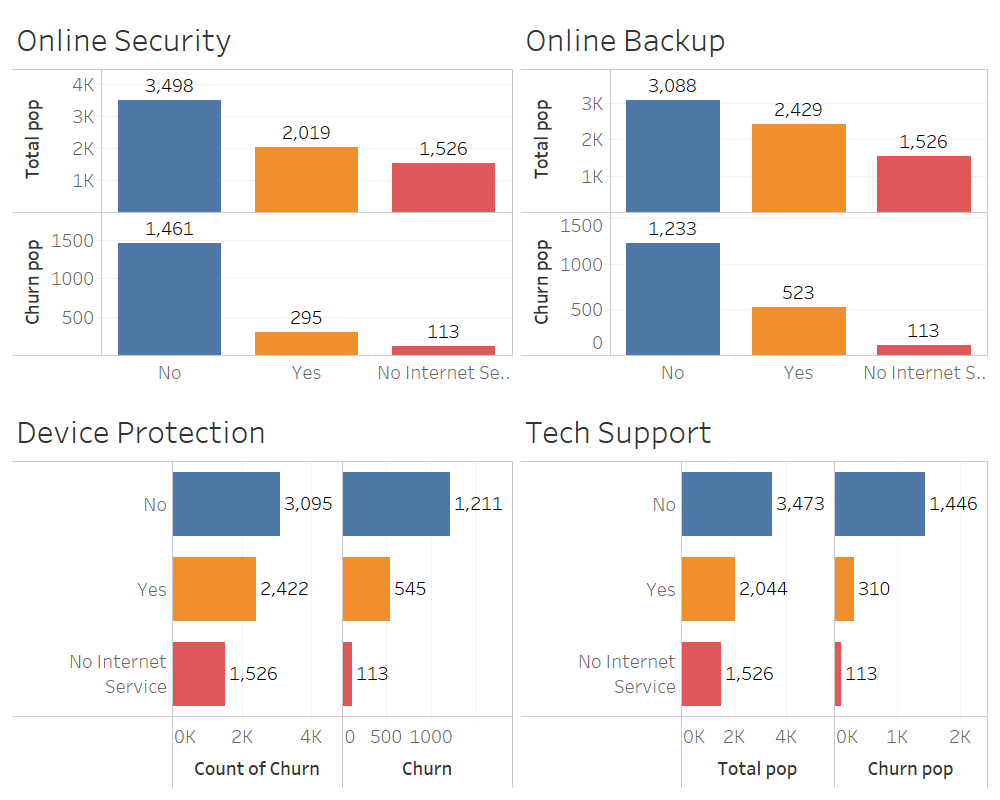 Online Security
Total pop
4K
3K
2K
1K
3,498
2,019
1,526
Churn pop
1500
1000
500
1,461
295
113
No
Yes
No Internet Se..
Online Backup
Total pop
3K
2K
1K
3,088
2,429
1,526
Churn pop
1500
1000
500
0
1,233
523
113
No
Yes
No Internet S..
Device Protection
No
3,095
1,211
Yes
2,422
545
No Internet
Service
1,526
113
0K
2K
4K
0
500
1000
Count of Churn
Churn
Tech Support
No
3,473
1,446
Yes
2,044
310
No Internet
Service
1,526
113
0K
2K
4K
0K
1K
2K
Total pop
Churn pop